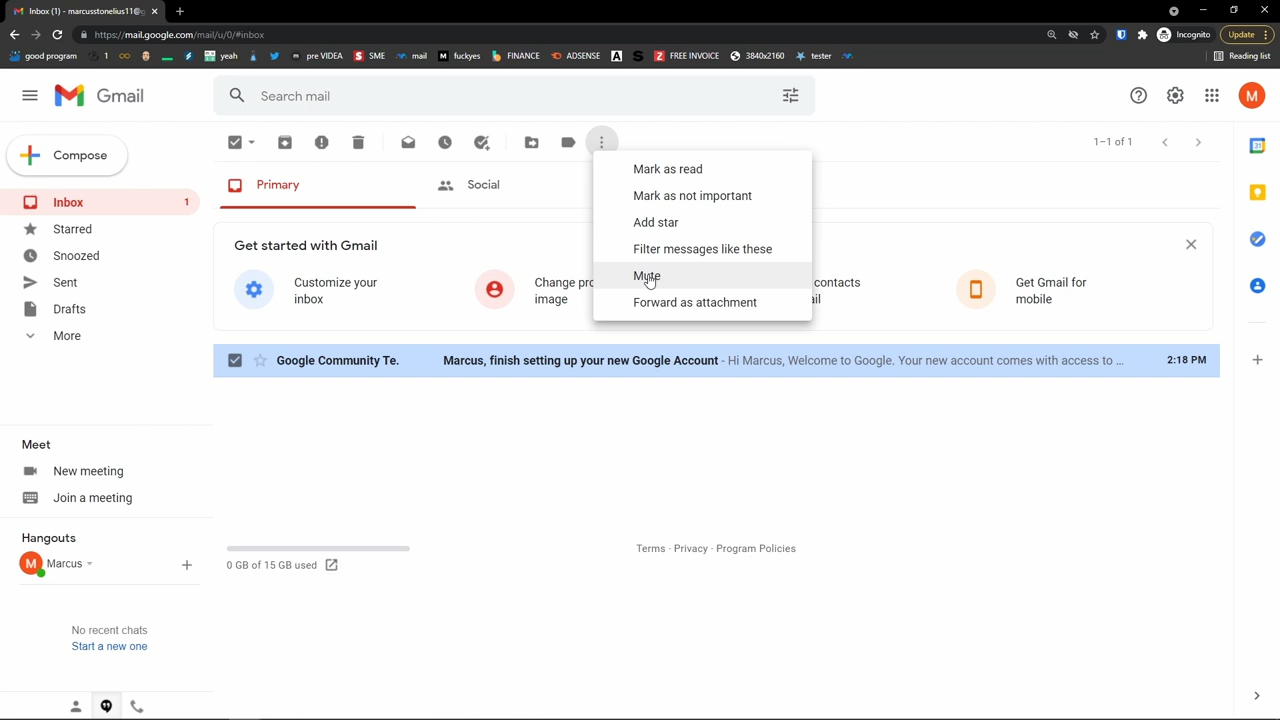 Inbox (1) - marcusstonelius11@g
https://mail.google.com/mail/u/0/#inbox
Incognito
Update
good program
1
yeah
pre VIDEA
SME
mail
fuckyes
FINANCE
ADSENSE
FREE INVOICE
3840x2160
tester
Reading list
Gmail
Search mail
M
Compose
1–1 of 1
31
Mark as read
Mark as not important
Add star
Filter messages like these
Mute
Forward as attachment
Primary
Social
Inbox
1
Starred
Snoozed
Sent
Drafts
More
Get started with Gmail
Customize your
inbox
Change pro
image
contacts
ail
Get Gmail for
mobile
Google Community Te.
Marcus, finish setting up your new Google Account - Hi Marcus, Welcome to Google. Your new account comes with access to …
2:18 PM
Meet
New meeting
Join a meeting
Hangouts
M
Marcus
No recent chats
Start a new one
0 GB of 15 GB used
Terms · Privacy · Program Policies